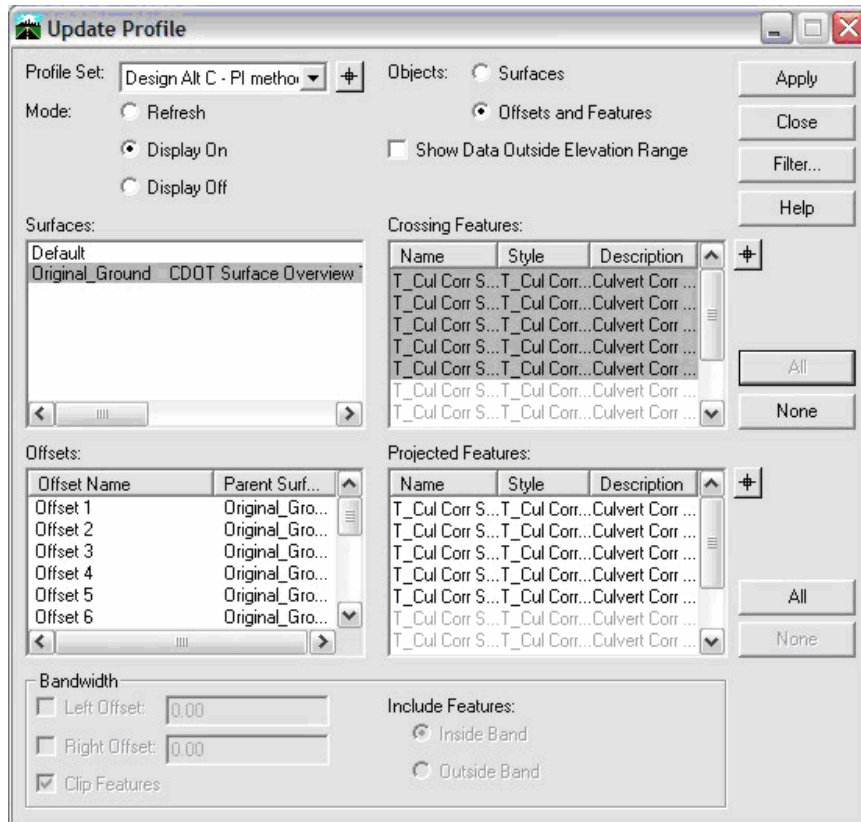 Update Profile
Profile Set: Design Alt C - PI method
Mode: Refresh
Display On
Display Off
Objects: Surfaces
Offsets and Features
Show Data Outside Elevation Range
Apply
Close
Filter...
Help
Surfaces:
Default
Original_Ground CDOT Surface Overview
Crossing Features:
Name Style Description
T_Cul Corr S... T_Cul Corr... Culvert Corr ...
T_Cul Corr S... T_Cul Corr... Culvert Corr ...
T_Cul Corr S... T_Cul Corr... Culvert Corr ...
T_Cul Corr S... T_Cul Corr... Culvert Corr ...
T_Cul Corr S... T_Cul Corr... Culvert Corr ...
T_Cul Corr S... T_Cul Corr... Culvert Corr ...
T_Cul Corr S... T_Cul Corr... Culvert Corr ...
All
None
Offsets:
Offset Name Parent Surf...
Offset 1 Original_Gro...
Offset 2 Original_Gro...
Offset 3 Original_Gro...
Offset 4 Original_Gro...
Offset 5 Original_Gro...
Offset 6 Original_Gro...
Projected Features:
Name Style Description
T_Cul Corr S... T_Cul Corr... Culvert Corr ...
T_Cul Corr S... T_Cul Corr... Culvert Corr ...
T_Cul Corr S... T_Cul Corr... Culvert Corr ...
T_Cul Corr S... T_Cul Corr... Culvert Corr ...
T_Cul Corr S... T_Cul Corr... Culvert Corr ...
T_Cul Corr S... T_Cul Corr... Culvert Corr ...
T_Cul Corr S... T_Cul Corr... Culvert Corr ...
All
None
Bandwidth
Left Offset: 0.00
Right Offset: 0.00
Clip Features
Include Features:
Inside Band
Outside Band